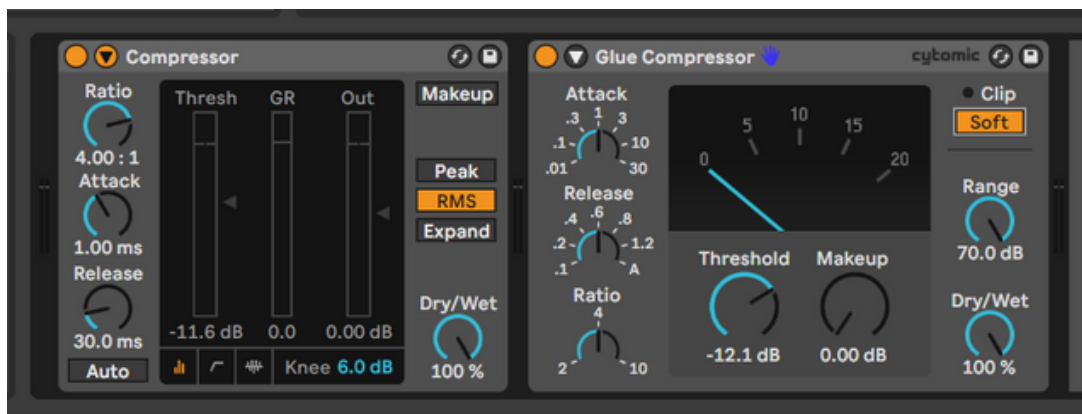 Compressor
Ratio
4.00 : 1
Attack
1.00 ms
Release
30.0 ms
Auto
Thresh GR Out
-11.6 dB 0.0 0.00 dB
Knee 6.0 dB
Makeup
Peak
RMS
Expand
Dry/Wet
100 %
Glue Compressor
cytomic
Attack
.01 .1 .3 1 3 10 30
Release
.1 .2 .4 .6 .8 1.2 A
Ratio
2 4 10
0 5 10 15 20
Threshold
-12.1 dB
Makeup
0.00 dB
Clip
Soft
Range
70.0 dB
Dry/Wet
100 %